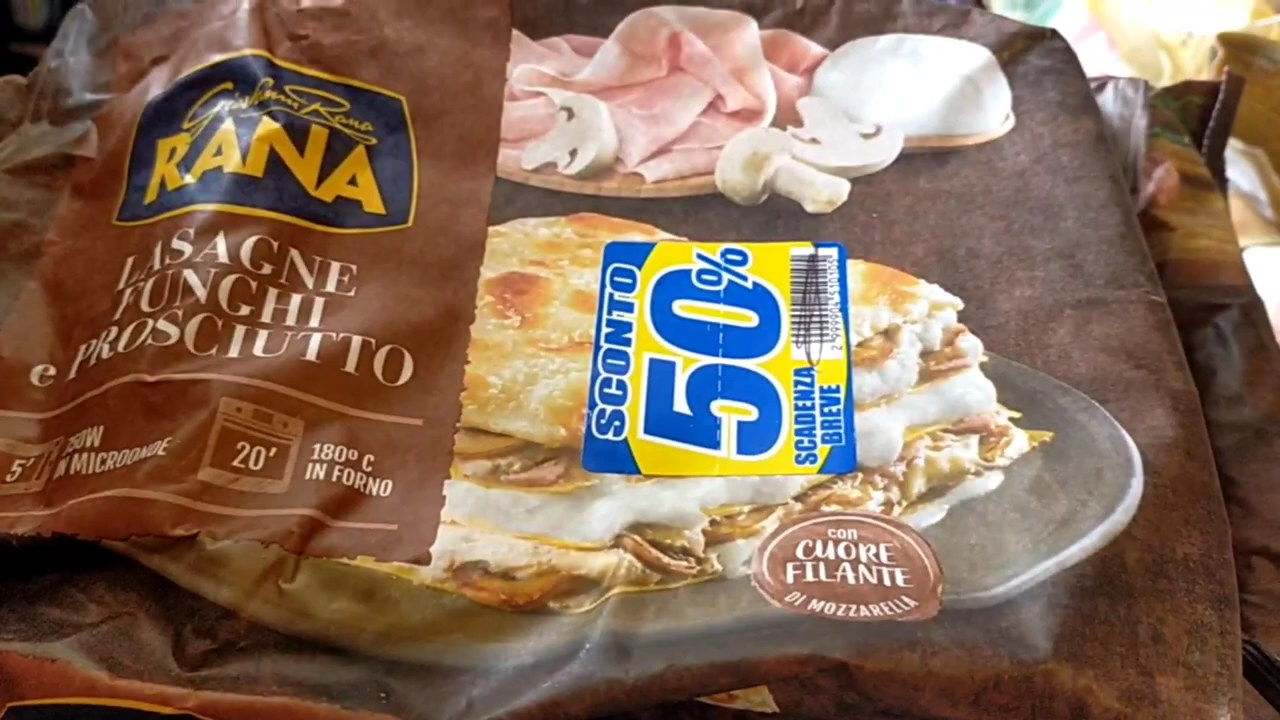 Giovanni Rana
RANA
LASAGNE
FUNGHI
e PROSCIUTTO
5'
750W
IN MICROONDE
20'
180° C
IN FORNO
SCONTO
50%
SCADENZA
BREVE
con
CUORE
FILANTE
DI MOZZARELLA